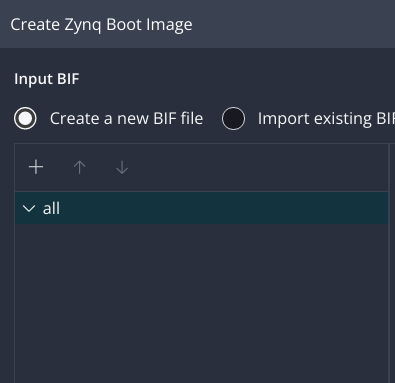 Create Zynq Boot Image
Input BIF
Create a new BIF file Import existing BIF
all